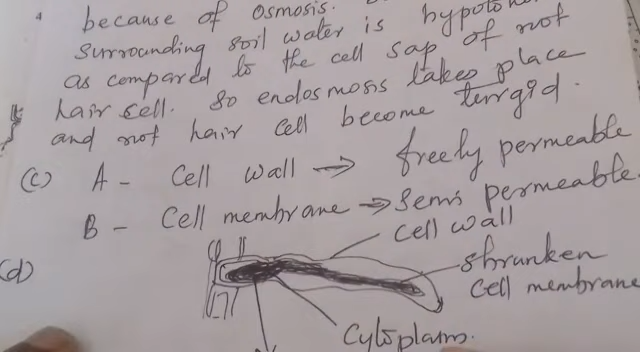 because of osmosis.
surrounding soil water is hypoton
as compared to the cell sap of root
hair cell. So endosmosis takes place
and root hair cell become turgid.
(c) A - Cell wall → freely permeable
B - Cell membrane → Semi permeable.
cell wall
(d) shrunken
cell membrane
Cytoplasm.